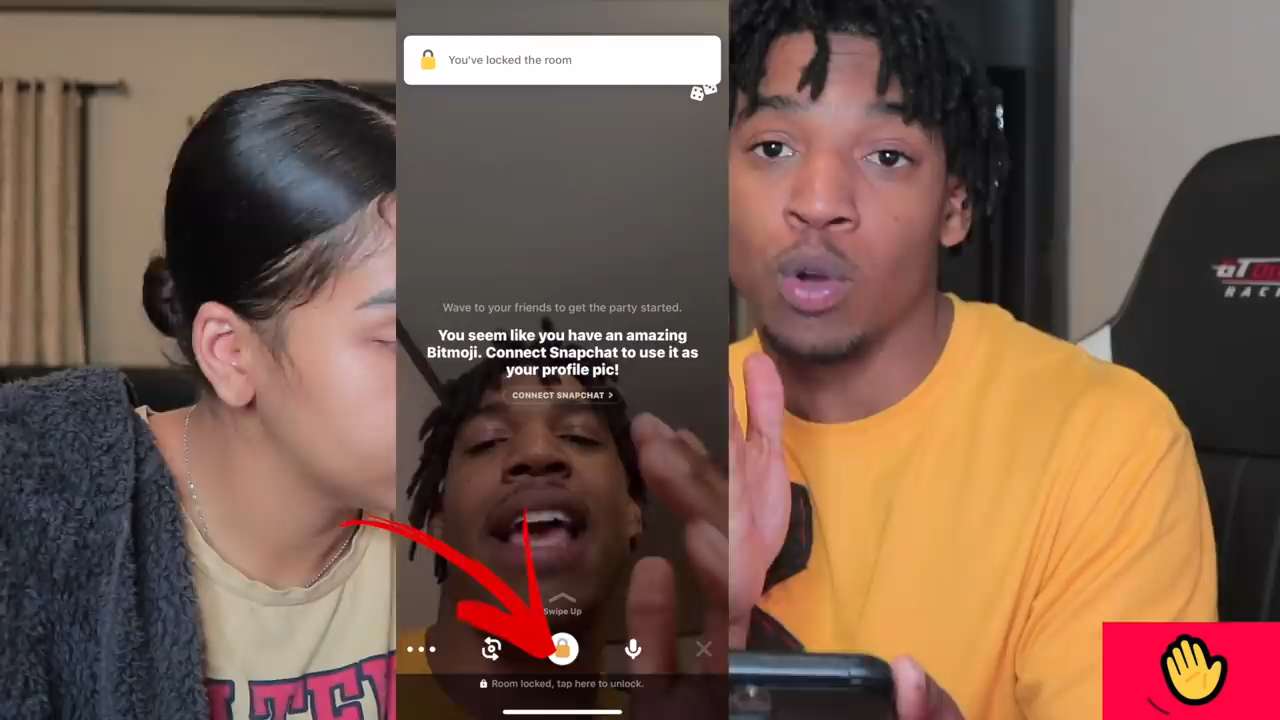 You've locked the room
Wave to your friends to get the party started.
You seem like you have an amazing
Bitmoji. Connect Snapchat to use it as
your profile pic!
CONNECT SNAPCHAT >
Swipe Up
Room locked, tap here to unlock.